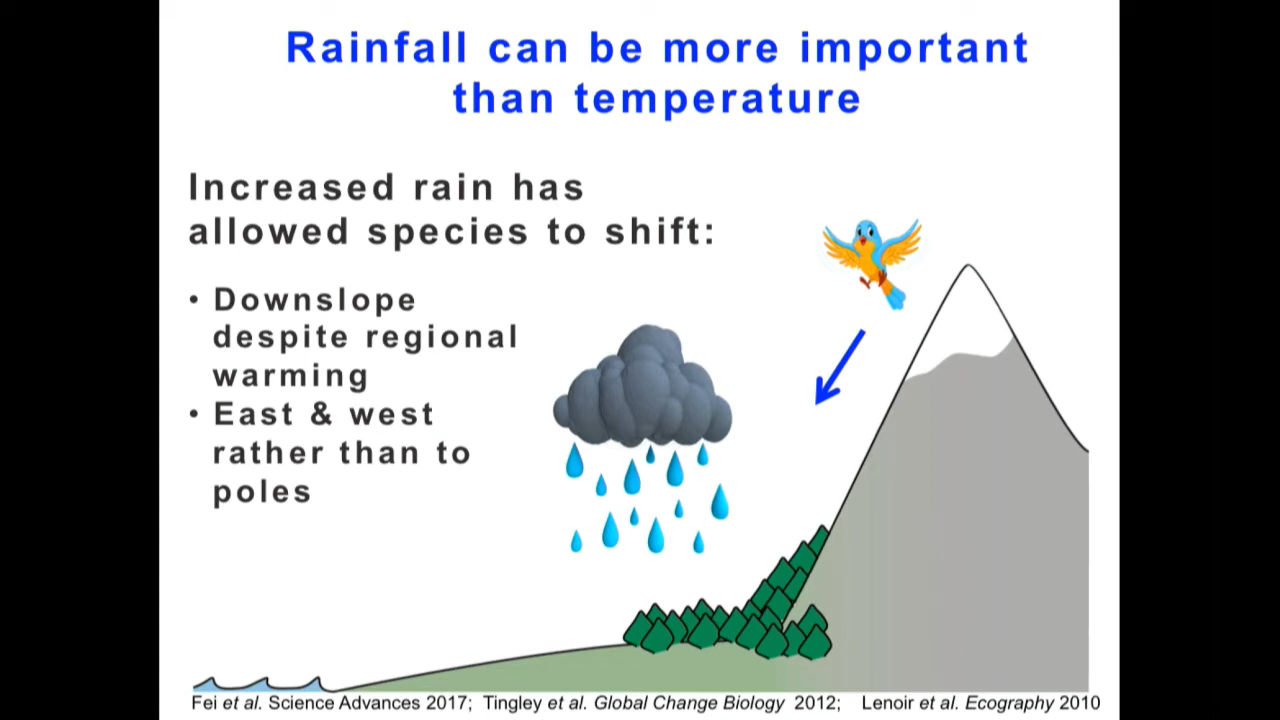 Rainfall can be more important
than temperature
Increased rain has
allowed species to shift:
• Downslope
despite regional
warming
• East & west
rather than to
poles
Fei et al. Science Advances 2017; Tingley et al. Global Change Biology 2012; Lenoir et al. Ecography 2010